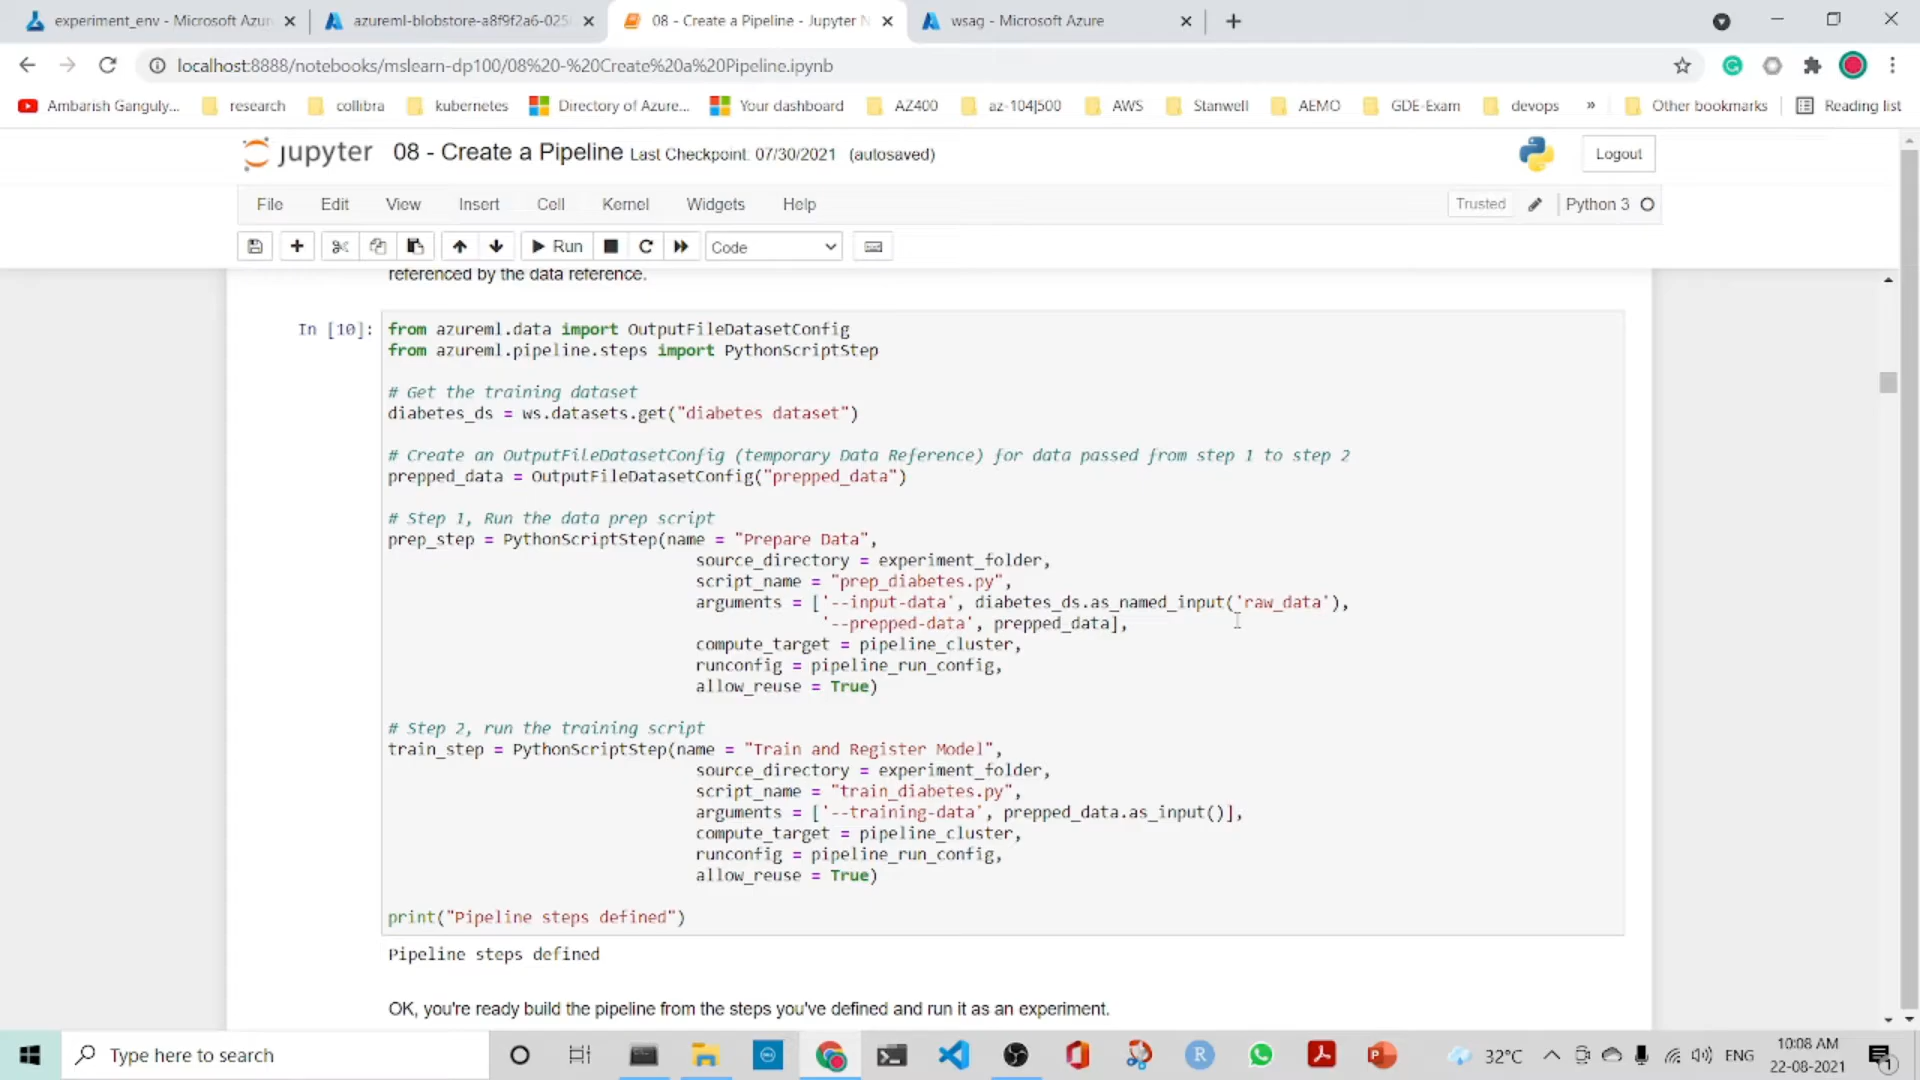 experiment_env - Microsoft Azur
azureml-blobstore-a8f9f2a6-025
08 - Create a Pipeline - Jupyter N
wsag - Microsoft Azure
localhost:8888/notebooks/mslearn-dp100/08%20-%20Create%20a%20Pipeline.ipynb
Ambarish Ganguly...
research
collibra
kubernetes
Directory of Azure...
Your dashboard
AZ400
az-104|500
AWS
Stanwell
AEMO
GDE-Exam
devops
»
Other bookmarks
Reading list
jupyter 08 - Create a Pipeline Last Checkpoint: 07/30/2021 (autosaved)
Logout
File Edit View Insert Cell Kernel Widgets Help
Trusted
Python 3
Run
Code
referenced by the data reference.
In [10]:
from azureml.data import OutputFileDatasetConfig
from azureml.pipeline.steps import PythonScriptStep
# Get the training dataset
diabetes_ds = ws.datasets.get("diabetes dataset")
# Create an OutputFileDatasetConfig (temporary Data Reference) for data passed from step 1 to step 2
prepped_data = OutputFileDatasetConfig("prepped_data")
# Step 1, Run the data prep script
prep_step = PythonScriptStep(name = "Prepare Data",
source_directory = experiment_folder,
script_name = "prep_diabetes.py",
arguments = ['--input-data', diabetes_ds.as_named_input('raw_data'),
'--prepped-data', prepped_data],
compute_target = pipeline_cluster,
runconfig = pipeline_run_config,
allow_reuse = True)
# Step 2, run the training script
train_step = PythonScriptStep(name = "Train and Register Model",
source_directory = experiment_folder,
script_name = "train_diabetes.py",
arguments = ['--training-data', prepped_data.as_input()],
compute_target = pipeline_cluster,
runconfig = pipeline_run_config,
allow_reuse = True)
print("Pipeline steps defined")
Pipeline steps defined
OK, you're ready build the pipeline from the steps you've defined and run it as an experiment.
Type here to search
32°C
ENG
10:08 AM
22-08-2021